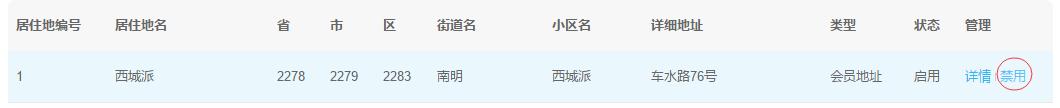 居住地编号 居住地名 省 市 区 街道名 小区名 详细地址 类型 状态 管理
1 西城派 2278 2279 2283 南明 西城派 车水路76号 会员地址 启用 详情 禁用